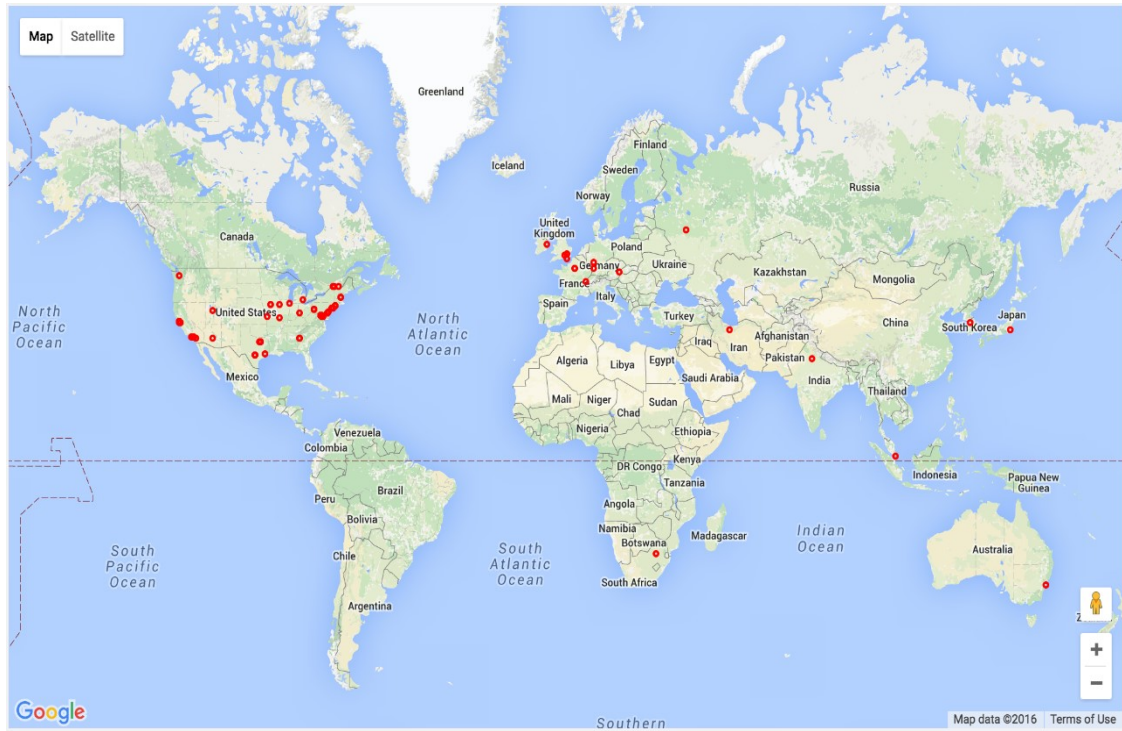 Map Satellite
Greenland
Iceland
Finland
Sweden
Norway
Russia
United
Kingdom
Canada
Poland
Germany
Ukraine
Kazakhstan
Mongolia
France
Italy
Spain
Turkey
North
Pacific
Ocean
United States
North
Atlantic
Ocean
China
Japan
South Korea
Iraq
Iran
Afghanistan
Pakistan
Algeria
Libya
Egypt
Saudi Arabia
India
Mexico
Thailand
Mali
Niger
Chad
Sudan
Nigeria
Ethiopia
Venezuela
Colombia
DR Congo
Kenya
Tanzania
Indonesia
Papua New
Guinea
Peru
Brazil
Bolivia
Angola
Namibia
Botswana
Madagascar
Indian
Ocean
South
Pacific
Ocean
Chile
South
Atlantic
Ocean
South Africa
Australia
Argentina
+
−
Google
Southern
Map data ©2016 Terms of Use